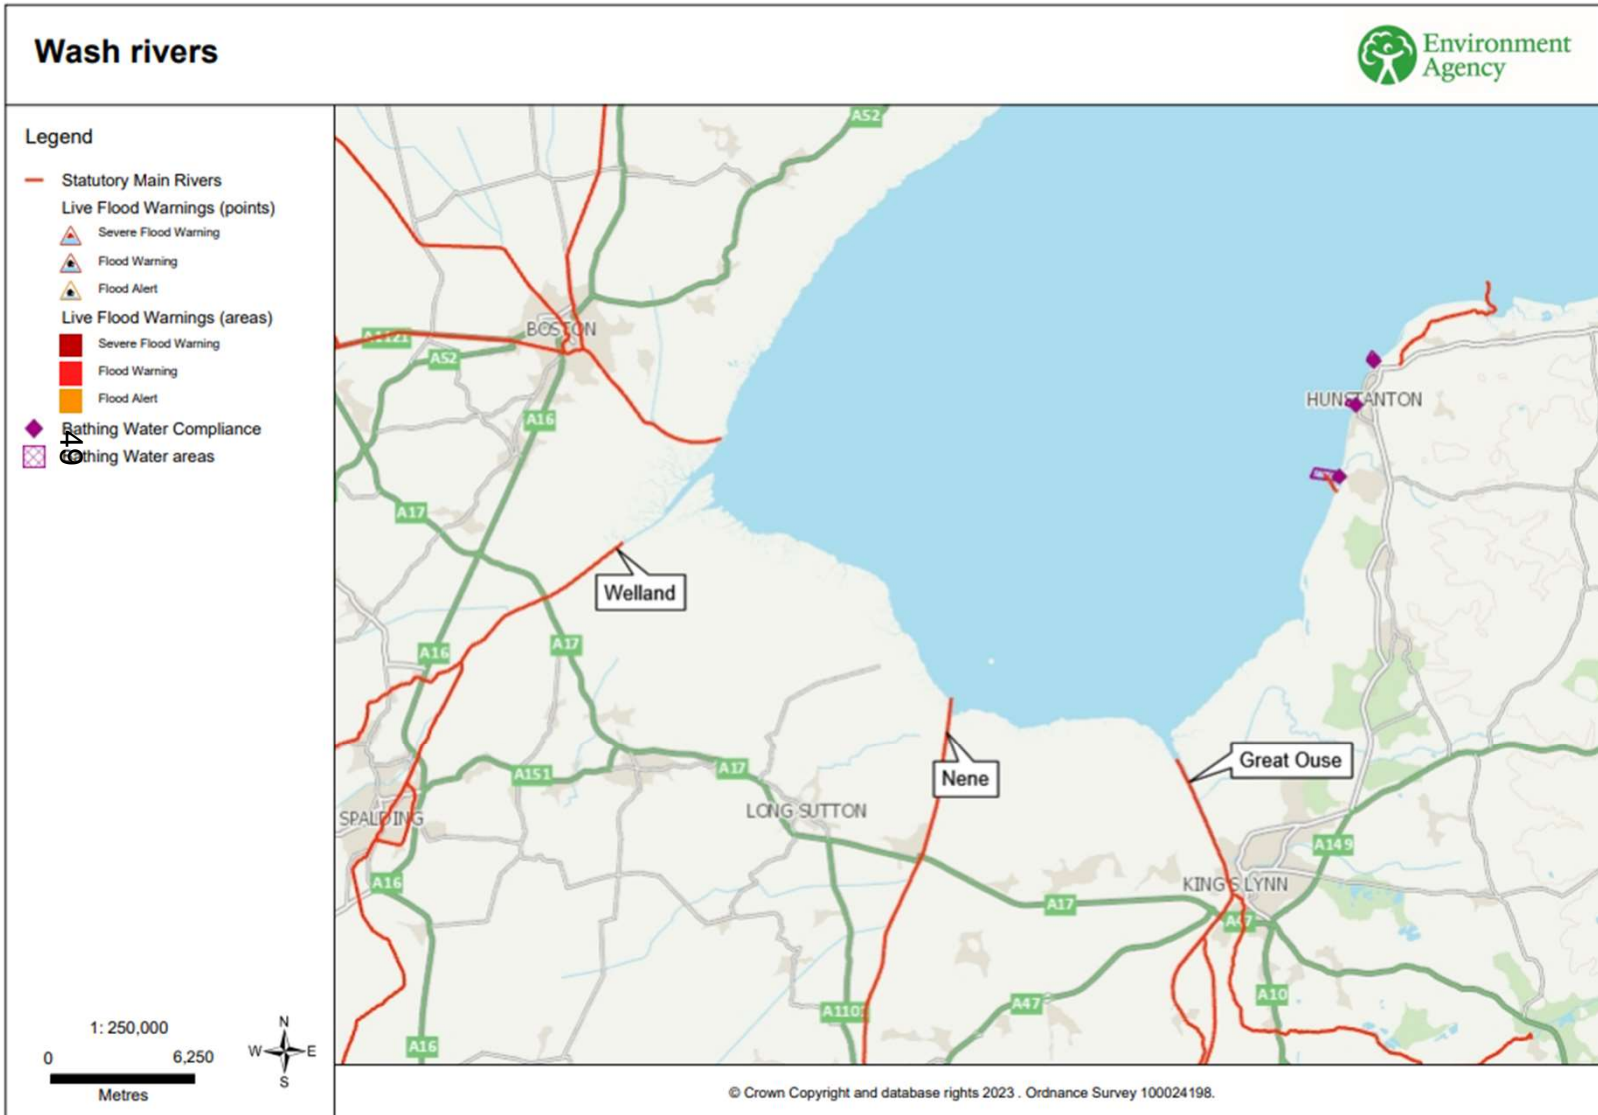 Wash rivers
Environment
Agency
Legend
Statutory Main Rivers
Live Flood Warnings (points)
Severe Flood Warning
Flood Warning
Flood Alert
Live Flood Warnings (areas)
Severe Flood Warning
Flood Warning
Flood Alert
Bathing Water Compliance
49
Bathing Water areas
1: 250,000
0 6,250
Metres
N
W E
S
A52
BOSTON
A1121
A52
A16
HUNSTANTON
A17
Welland
A16
A17
A151
A17
Nene
Great Ouse
SPALDING
LONG SUTTON
A149
A16
KING'S LYNN
A17
A47
A10
A47
A1101
A16
© Crown Copyright and database rights 2023 . Ordnance Survey 100024198.